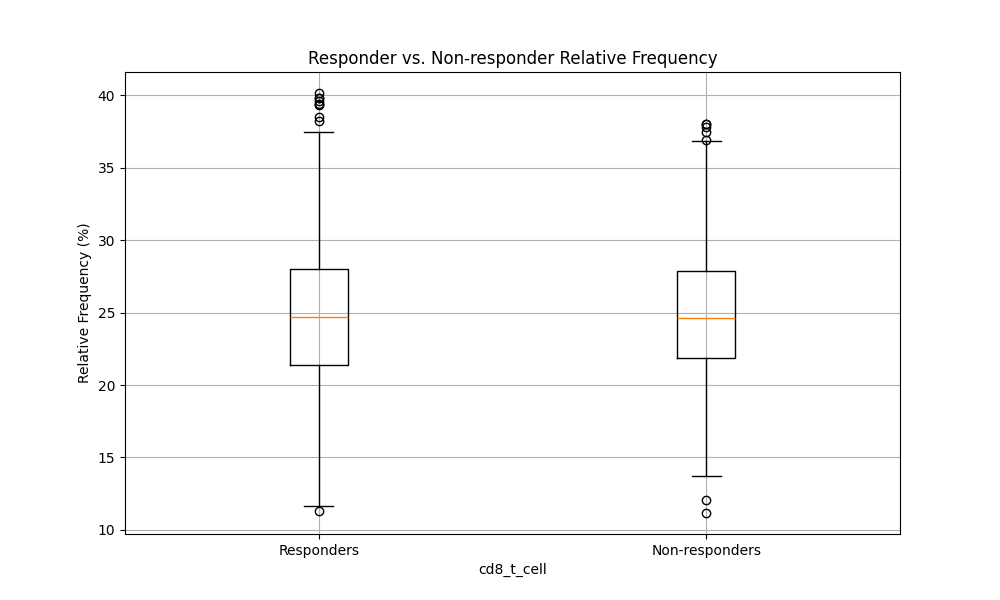 Responder vs. Non-responder Relative Frequency
40
35
30
25
20
15
10
Relative Frequency (%)
Responders
Non-responders
cd8_t_cell